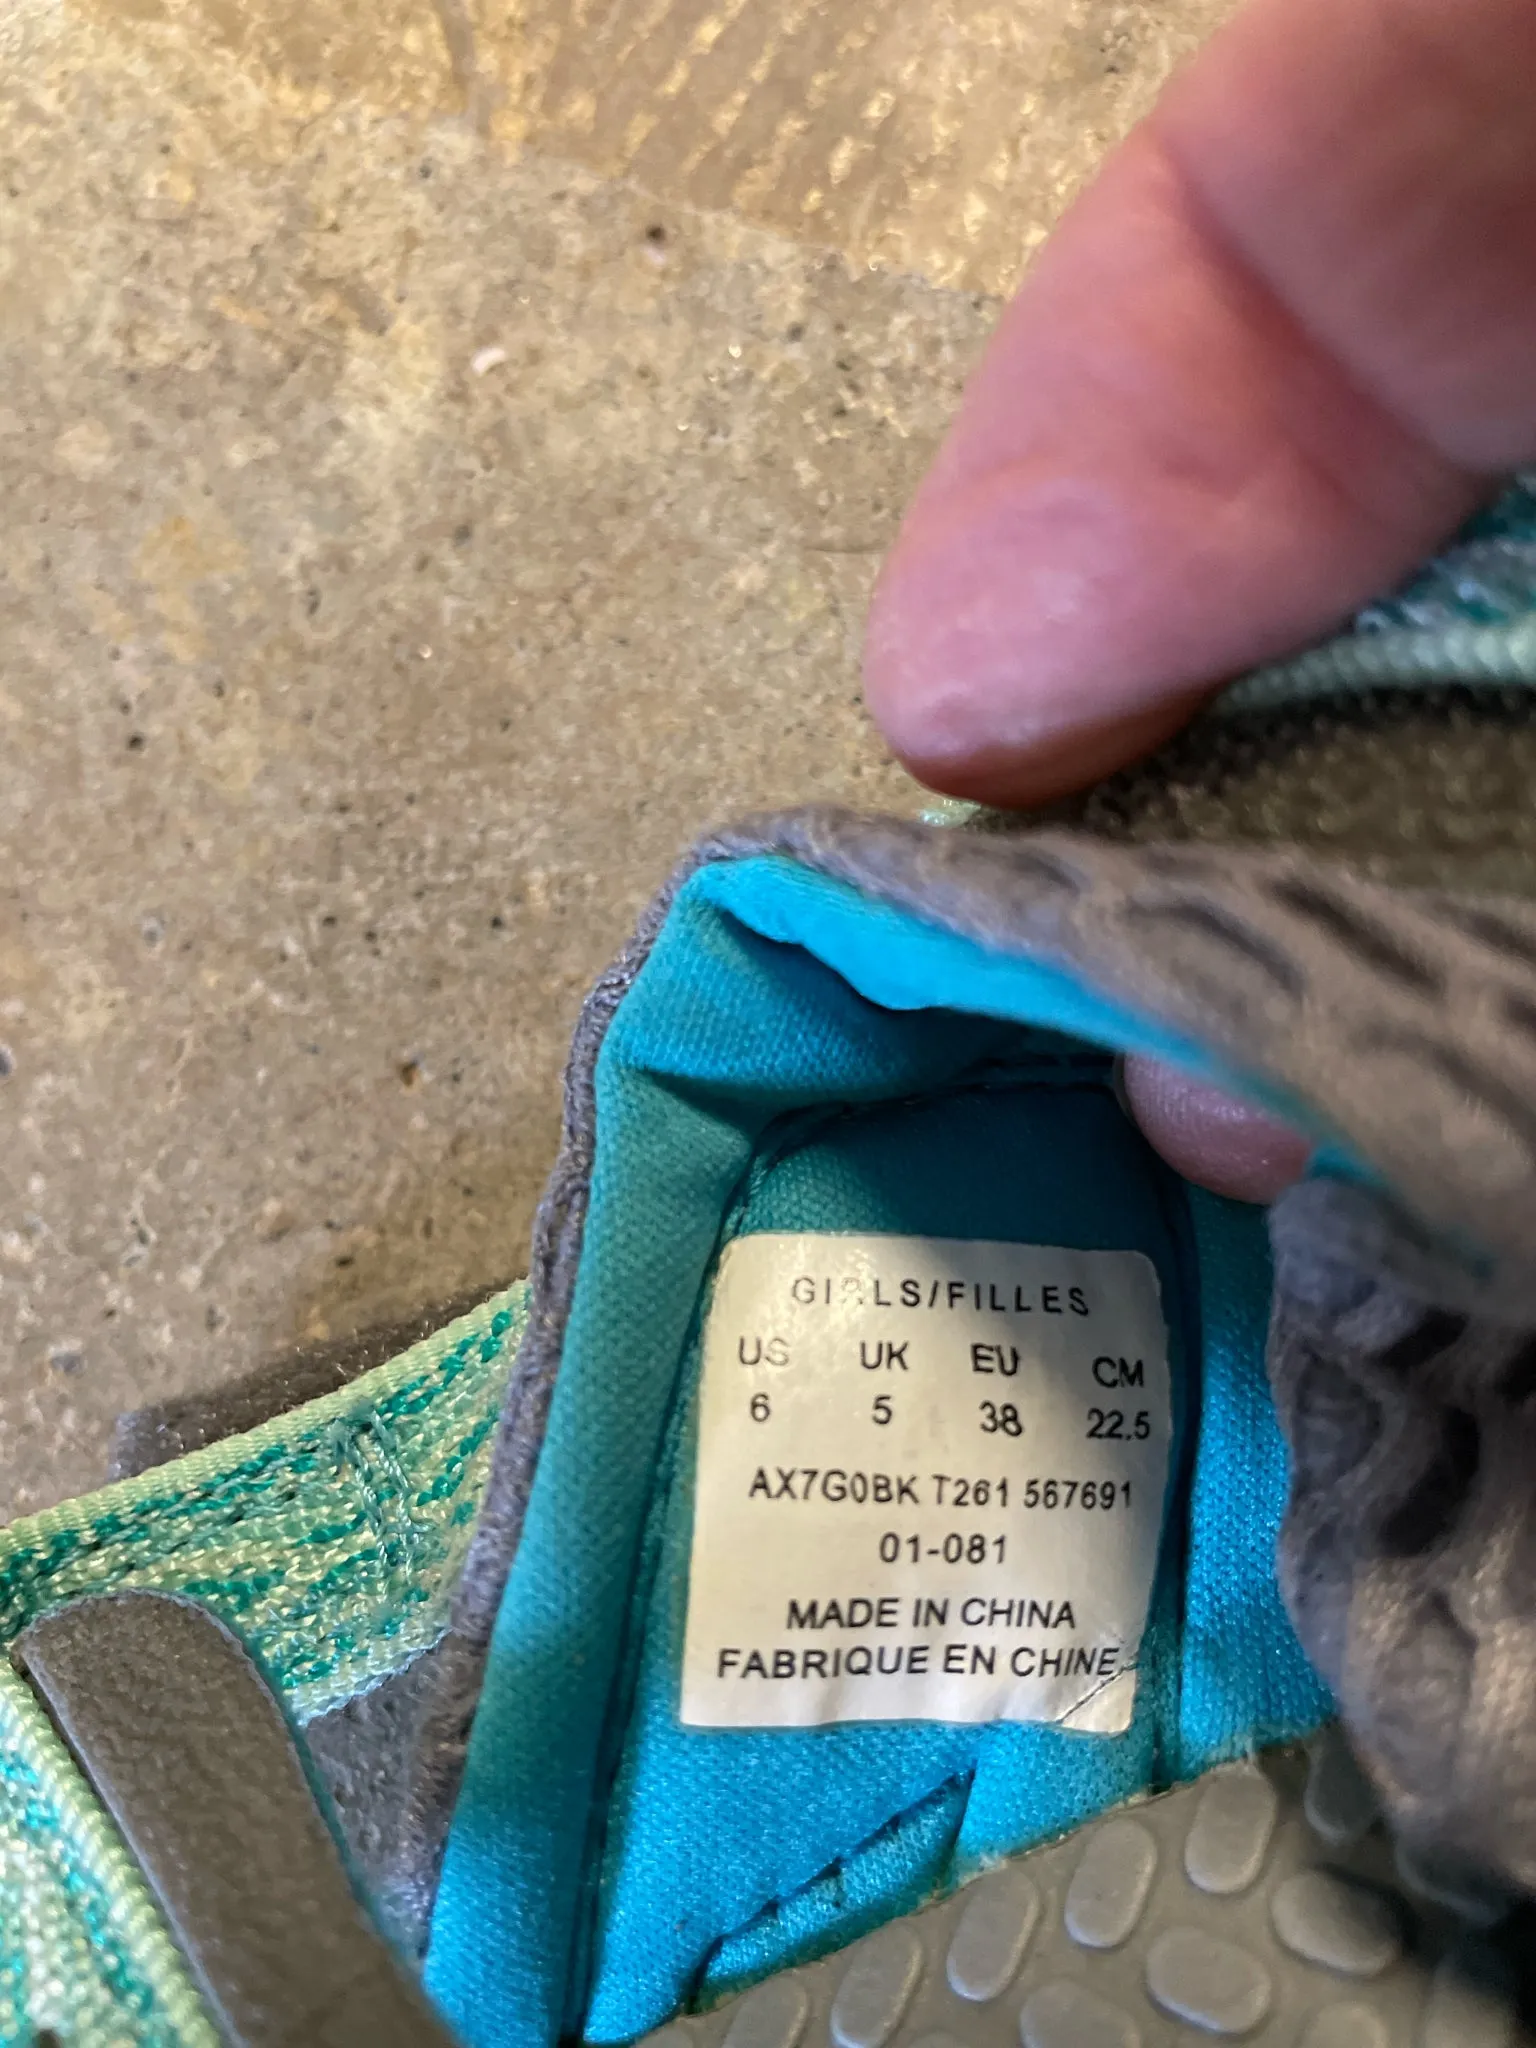 GIRLS/FILLES
US UK EU CM
6 5 38 22.5
AX7G0BK T261 567691
01-081
MADE IN CHINA
FABRIQUE EN CHINE